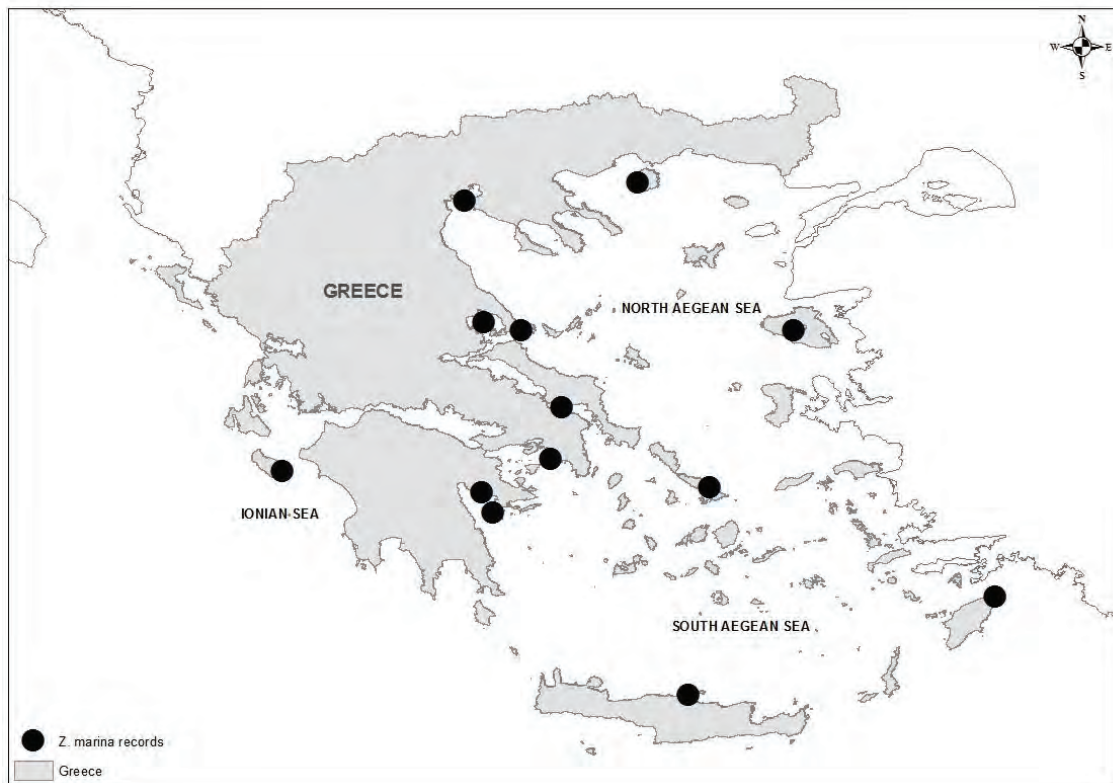 N
W E
S
GREECE
NORTH AEGEAN SEA
IONIAN SEA
SOUTH AEGEAN SEA
Z. marina records
Greece